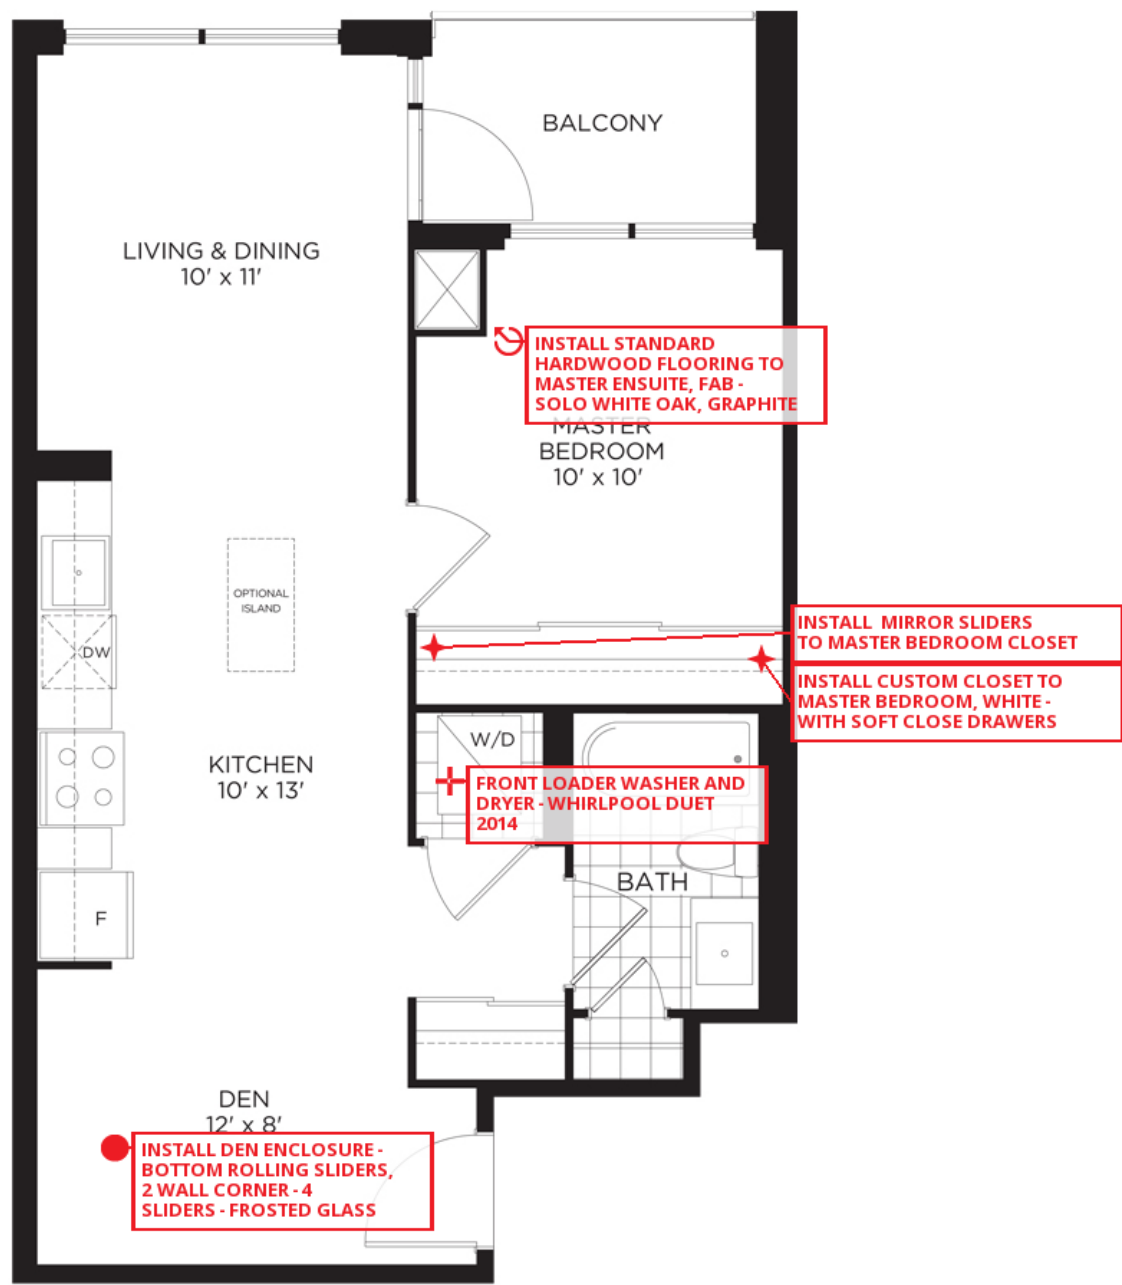 BALCONY
LIVING & DINING
10' x 11'
INSTALL STANDARD
HARDWOOD FLOORING TO
MASTER ENSUITE, FAB -
SOLO WHITE OAK, GRAPHITE
MASTER
BEDROOM
10' x 10'
OPTIONAL
ISLAND
DW
INSTALL  MIRROR SLIDERS
TO MASTER BEDROOM CLOSET
INSTALL CUSTOM CLOSET TO
MASTER BEDROOM, WHITE -
WITH SOFT CLOSE DRAWERS
W/D
KITCHEN
10' x 13'
FRONT LOADER WASHER AND
DRYER - WHIRLPOOL DUET
2014
BATH
F
DEN
12' x 8'
INSTALL DEN ENCLOSURE -
BOTTOM ROLLING SLIDERS,
2 WALL CORNER - 4
SLIDERS - FROSTED GLASS